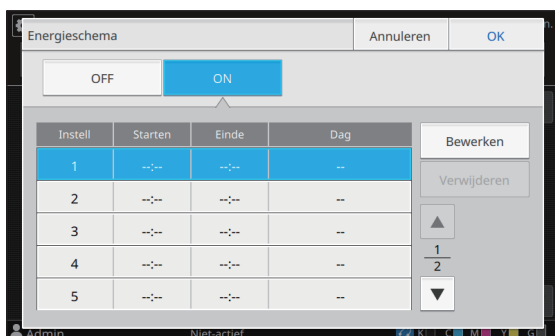 Energieschema Annuleren OK
OFF ON
Instell Starten Einde Dag Bewerken
1 --:-- --:-- --
Verwijderen
2 --:-- --:-- --
3 --:-- --:-- --
1
2
4 --:-- --:-- --
5 --:-- --:-- --
Admin Niet-actief K C M Y G